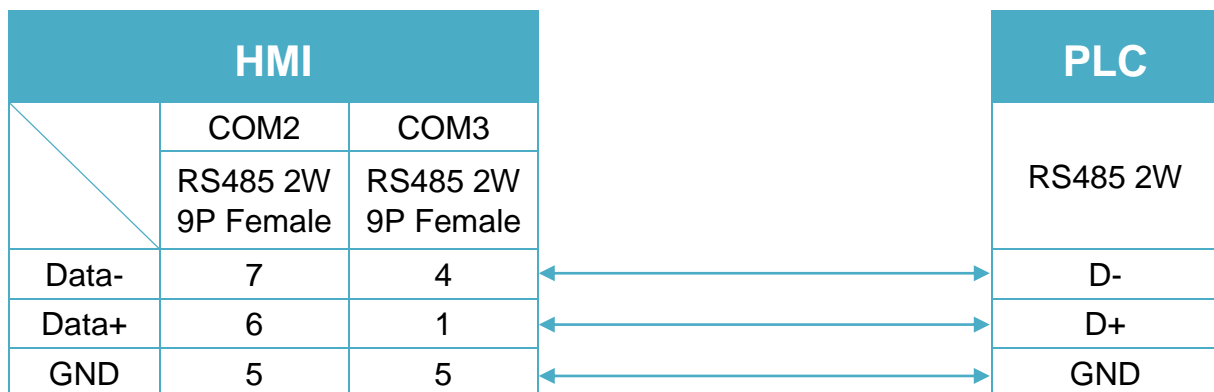 HMI
PLC
COM2 COM3
RS485 2W RS485 2W RS485 2W
9P Female 9P Female
Data- 7 4 D-
Data+ 6 1 D+
GND 5 5 GND